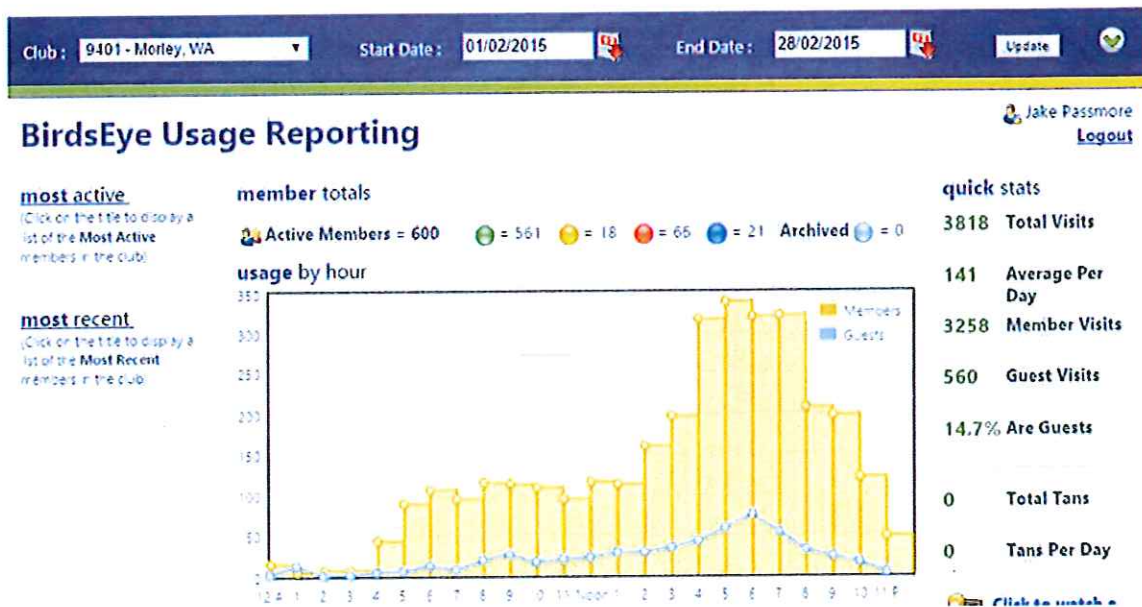 Club : 9401 - Morley, WA Start Date : 01/02/2015 End Date : 28/02/2015 Update
Jake Passmore
Logout
BirdsEye Usage Reporting
most active
(Click on the title to display a
list of the Most Active
members in the club)
most recent
(Click on the title to display a
list of the Most Recent
members in the club)
member totals
Active Members = 600 = 561 = 18 = 66 = 21 Archived = 0
usage by hour
350
300
250
200
150
100
50
0
Members
Guests
12 A 1 2 3 4 5 6 7 8 9 10 11 Noon 1 2 3 4 5 6 7 8 9 10 11 P
quick stats
3818 Total Visits
141 Average Per
Day
3258 Member Visits
560 Guest Visits
14.7% Are Guests
0 Total Tans
0 Tans Per Day
Click to watch a